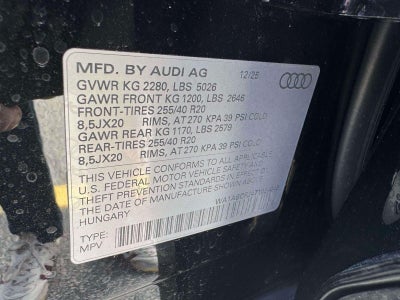 MFD. BY AUDI AG 12/25
GVWR KG 2280, LBS 5026
GAWR FRONT KG 1200, LBS 2646
FRONT-TIRES 255/40 R20
8,5JX20 RIMS, AT 270 KPA 39 PSI COLD
GAWR REAR KG 1170, LBS 2579
REAR-TIRES 255/40 R20
8,5JX20 RIMS, AT 270 KPA 39 PSI COLD
THIS VEHICLE CONFORMS TO ALL APPLICABLE
U.S. FEDERAL MOTOR VEHICLE SAFETY AND
THEFT PREVENTION STANDARDS IN EFFECT ON
THE DATE OF MANUFACTURE SHOWN ABOVE
HUNGARY
TYPE:
MPV